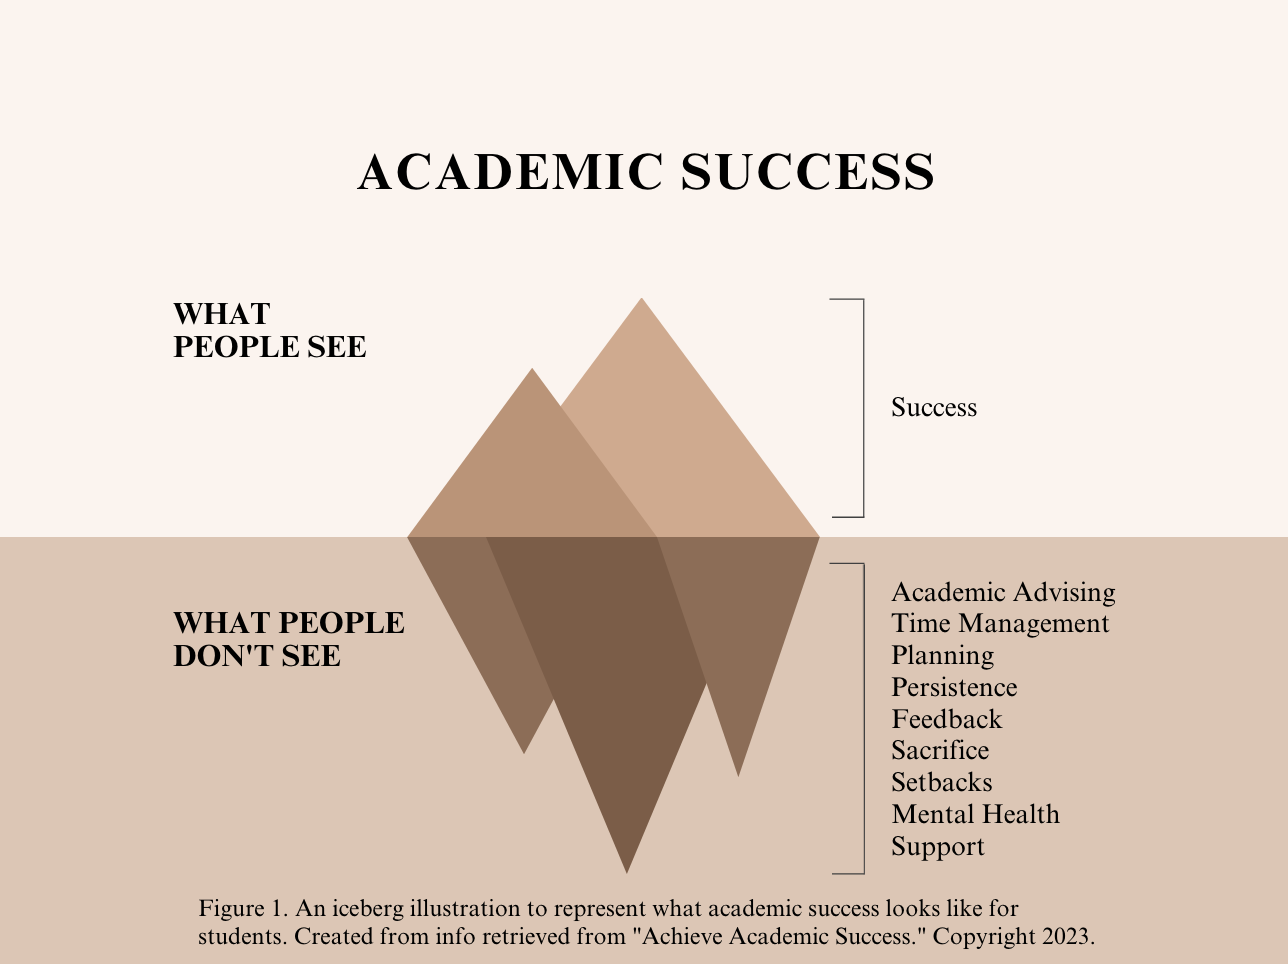 ACADEMIC SUCCESS
WHAT
PEOPLE SEE
Success
WHAT PEOPLE
DON'T SEE
Academic Advising
Time Management
Planning
Persistence
Feedback
Sacrifice
Setbacks
Mental Health
Support
Figure 1. An iceberg illustration to represent what academic success looks like for
students. Created from info retrieved from "Achieve Academic Success." Copyright 2023.